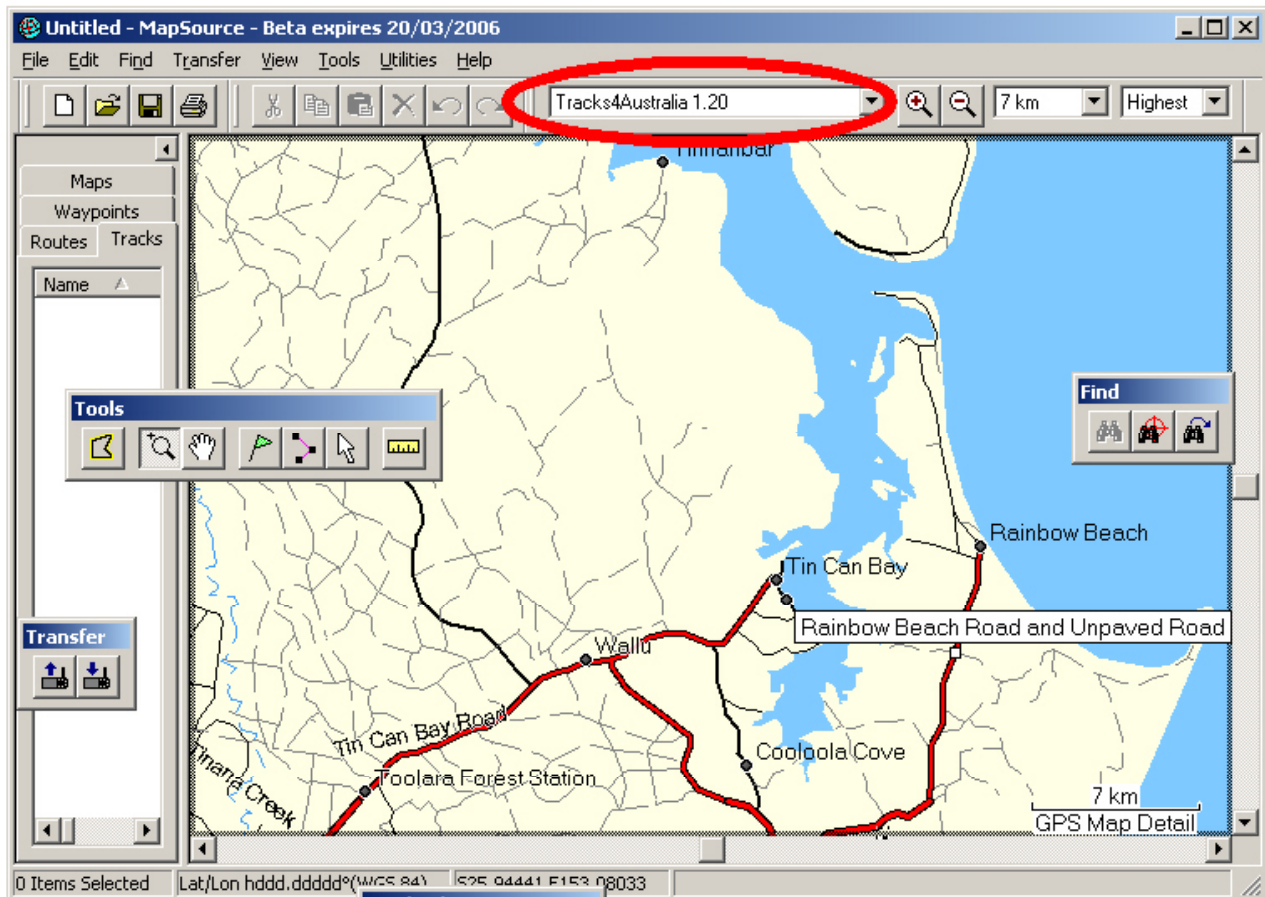 Untitled - MapSource - Beta expires 20/03/2006
File Edit Find Transfer View Tools Utilities Help
Tracks4Australia 1.20
7 km
Highest
Maps
Waypoints
Routes
Tracks
Name
Tinnanbar
Tools
Find
Rainbow Beach
Tin Can Bay
Rainbow Beach Road and Unpaved Road
Transfer
Wallu
Tin Can Bay Road
Cooloola Cove
Tinana Creek
Toolara Forest Station
7 km
GPS Map Detail
0 Items Selected
Lat/Lon hddd.ddddd°(WGS 84)
S25.94441 E153.08033